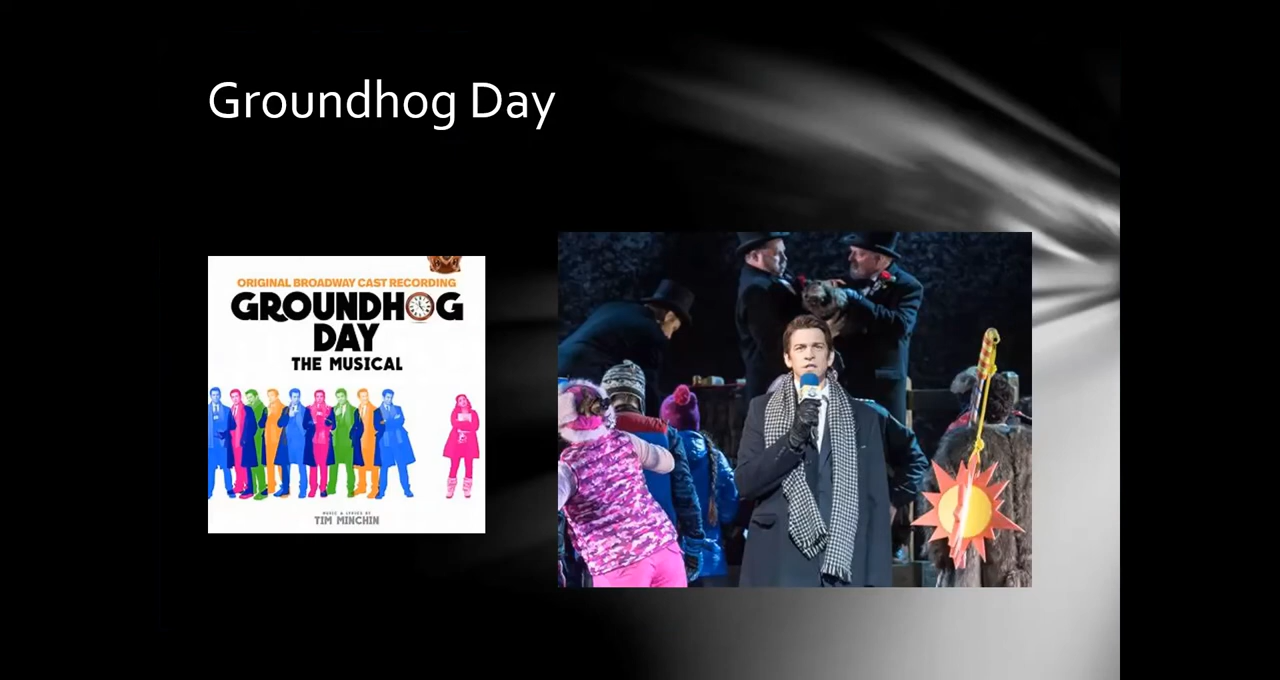 Groundhog Day
ORIGINAL BROADWAY CAST RECORDING
GROUNDHOG
DAY
THE MUSICAL
MUSIC & LYRICS BY
TIM MINCHIN